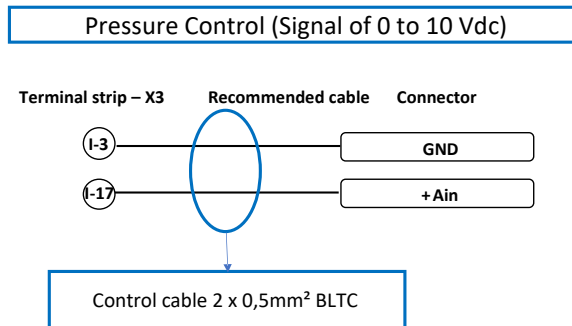 Pressure Control (Signal of 0 to 10 Vdc)
Terminal strip – X3 Recommended cable Connector
I-3 GND
I-17 +Ain
Control cable 2 x 0,5mm² BLTC